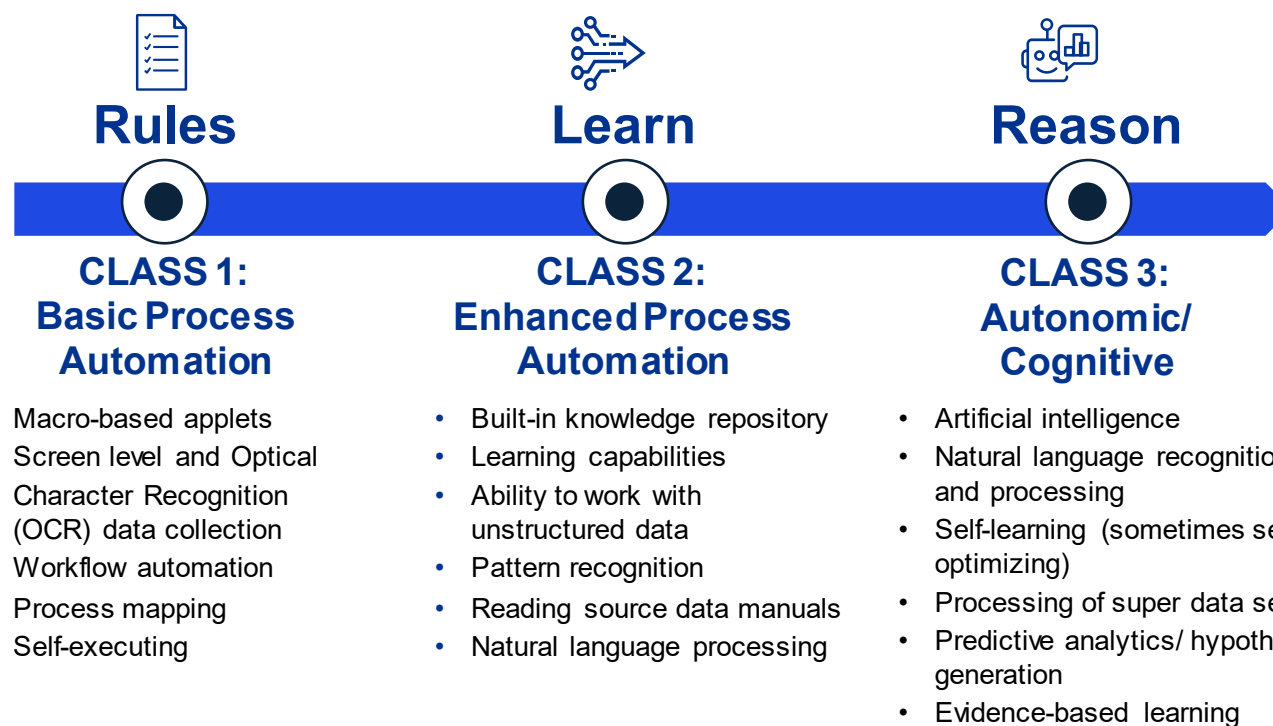 Rules
Learn
Reason
CLASS 1:
Basic Process
Automation
Macro-based applets
Screen level and Optical
Character Recognition
(OCR) data collection
Workflow automation
Process mapping
Self-executing
CLASS 2:
Enhanced Process
Automation
• Built-in knowledge repository
• Learning capabilities
• Ability to work with
unstructured data
• Pattern recognition
• Reading source data manuals
• Natural language processing
CLASS 3:
Autonomic/
Cognitive
• Artificial intelligence
• Natural language
and processing
• Self-learning (sometimes
optimizing)
• Processing of super data
• Predictive analytics/
generation
• Evidence-based learning